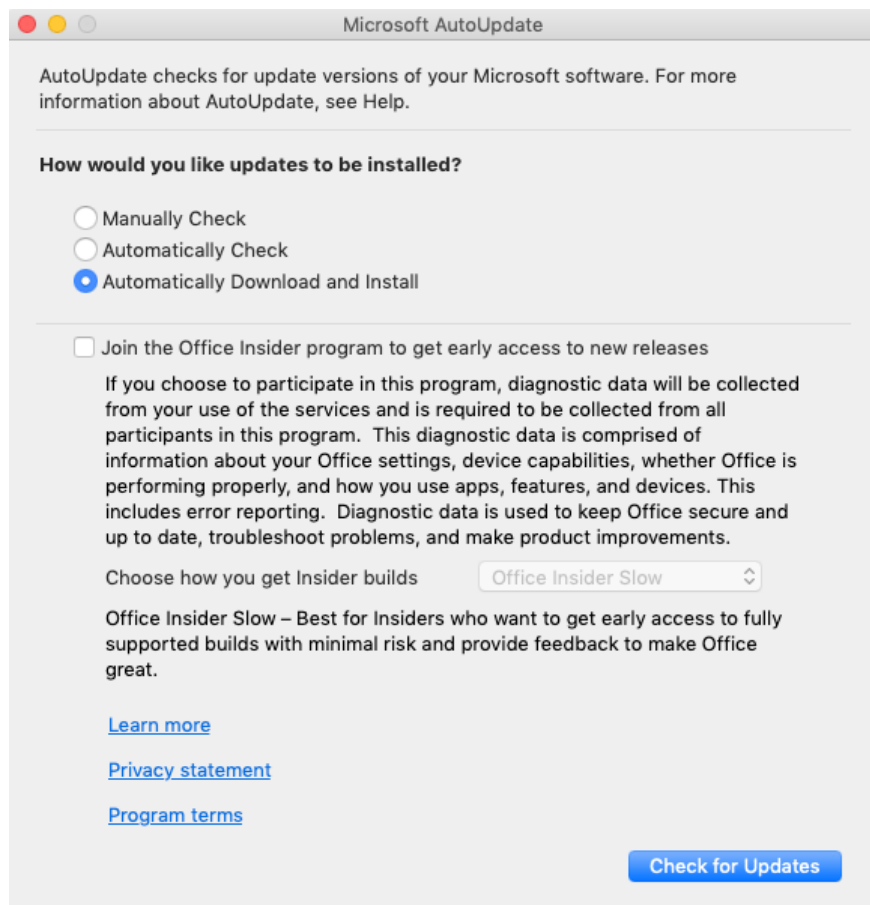 Microsoft AutoUpdate
AutoUpdate checks for update versions of your Microsoft software. For more
information about AutoUpdate, see Help.
How would you like updates to be installed?
Manually Check
Automatically Check
Automatically Download and Install
Join the Office Insider program to get early access to new releases
If you choose to participate in this program, diagnostic data will be collected
from your use of the services and is required to be collected from all
participants in this program.  This diagnostic data is comprised of
information about your Office settings, device capabilities, whether Office is
performing properly, and how you use apps, features, and devices. This
includes error reporting.  Diagnostic data is used to keep Office secure and
up to date, troubleshoot problems, and make product improvements.
Choose how you get Insider builds Office Insider Slow
Office Insider Slow – Best for Insiders who want to get early access to fully
supported builds with minimal risk and provide feedback to make Office
great.
Learn more
Privacy statement
Program terms
Check for Updates